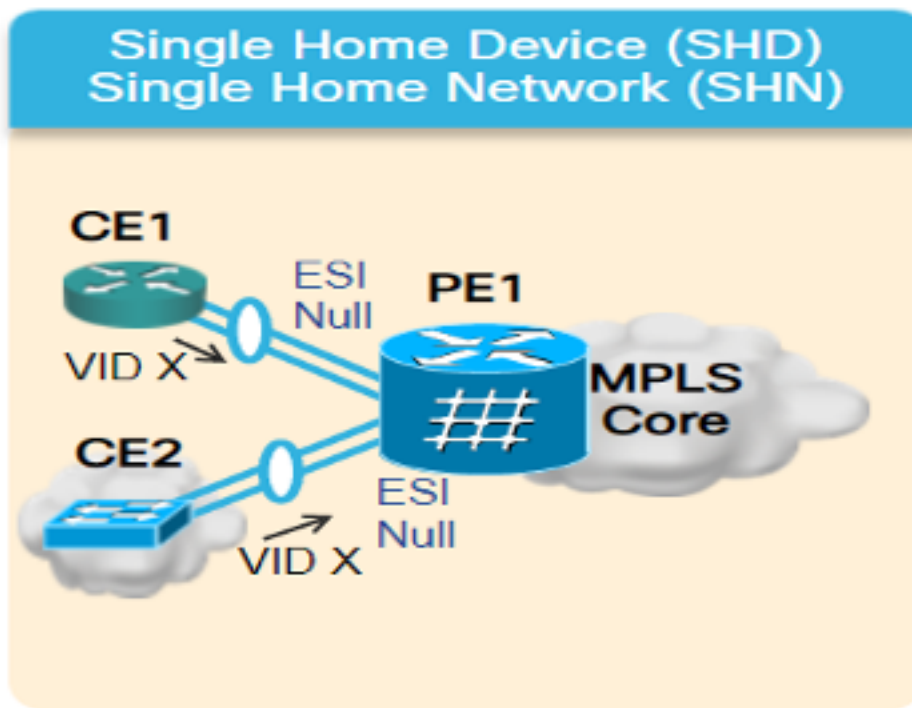 Single Home Device (SHD)
Single Home Network (SHN)
CE1
ESI
Null
PE1
VID X
MPLS
Core
CE2
ESI
Null
VID X